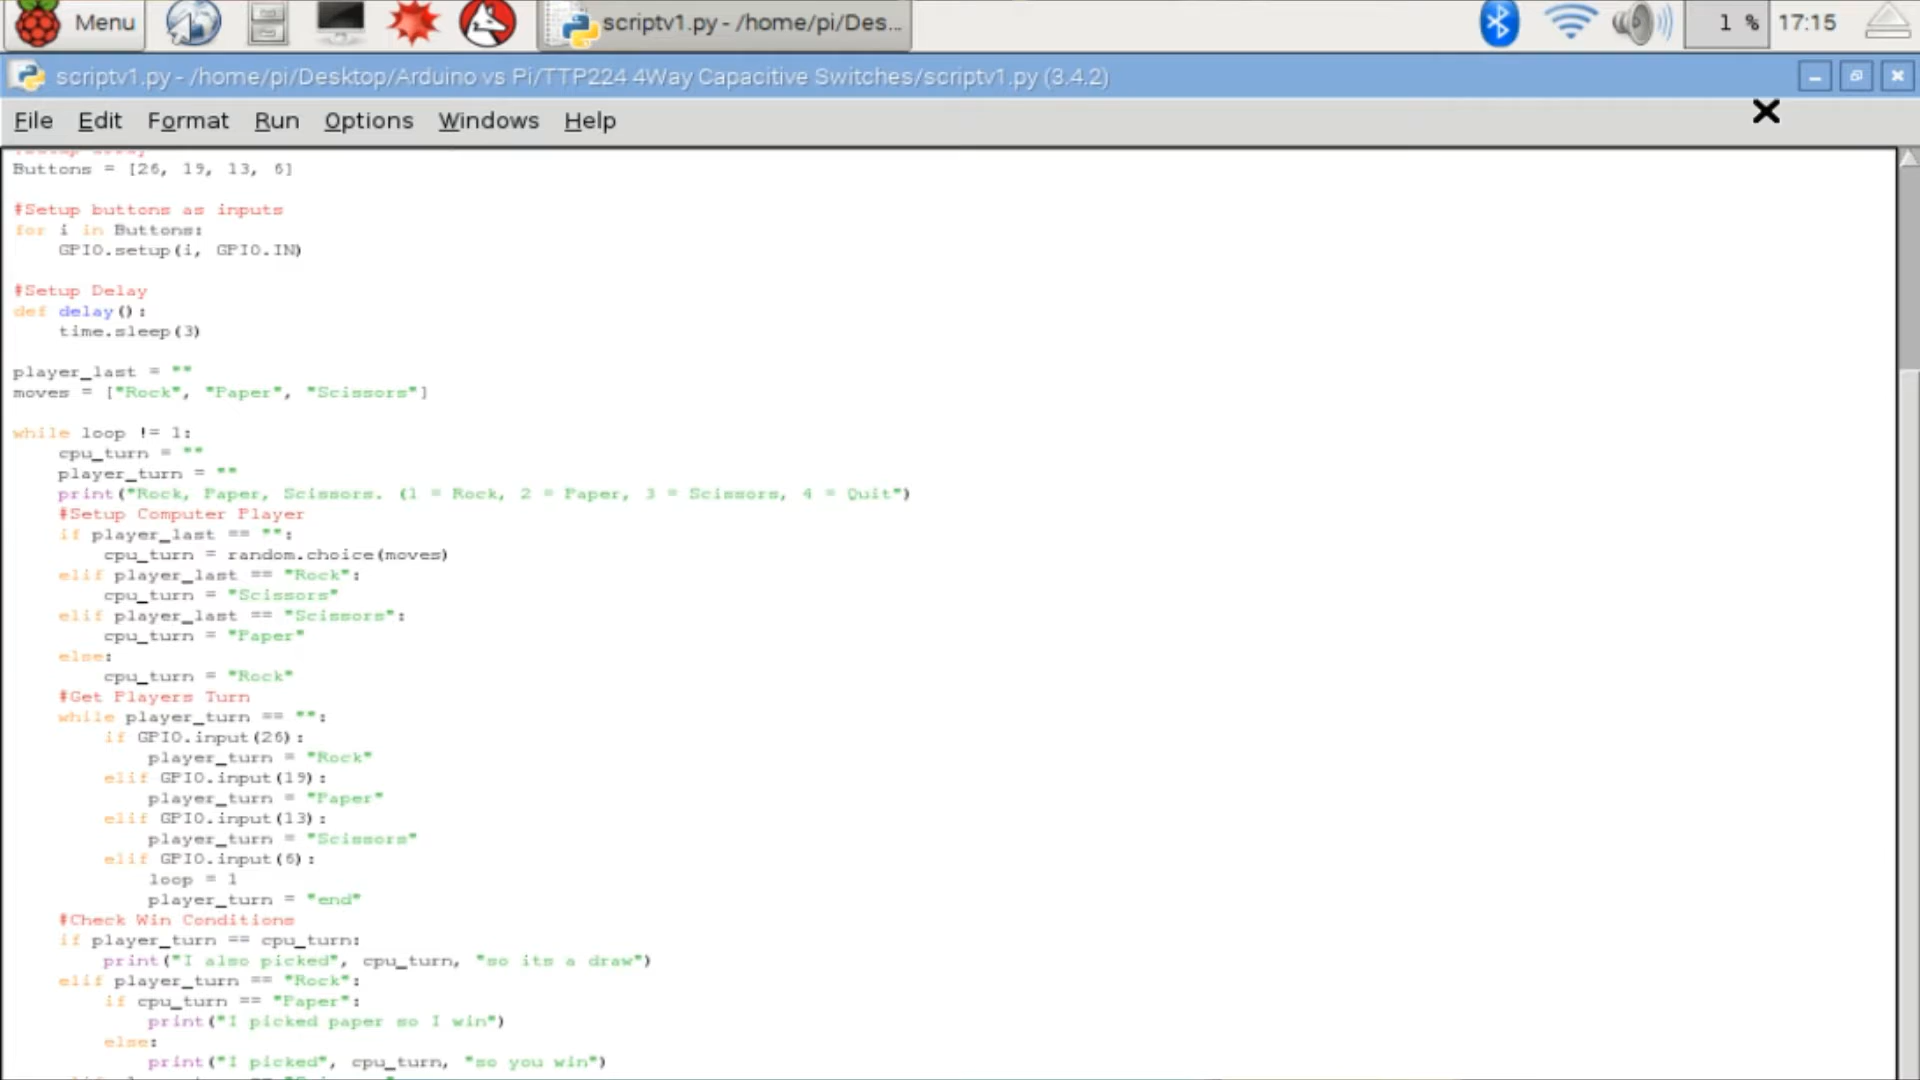 Menu
scriptv1.py - /home/pi/Des...
1 %
17:15
scriptv1.py - /home/pi/Desktop/Arduino vs Pi/TTP224 4Way Capacitive Switches/scriptv1.py (3.4.2)
File Edit Format Run Options Windows Help
Buttons = [26, 19, 13, 6]
#Setup buttons as inputs
for i in Buttons:
    GPIO.setup(i, GPIO.IN)
#Setup Delay
def delay():
    time.sleep(3)
player_last = ""
moves = ["Rock", "Paper", "Scissors"]
while loop != 1:
    cpu_turn = ""
    player_turn = ""
    print("Rock, Paper, Scissors. (1 = Rock, 2 = Paper, 3 = Scissors, 4 = Quit")
    #Setup Computer Player
    if player_last == "":
        cpu_turn = random.choice(moves)
    elif player_last == "Rock":
        cpu_turn = "Scissors"
    elif player_last == "Scissors":
        cpu_turn = "Paper"
    else:
        cpu_turn = "Rock"
    #Get Players Turn
    while player_turn == "":
        if GPIO.input(26):
            player_turn = "Rock"
        elif GPIO.input(19):
            player_turn = "Paper"
        elif GPIO.input(13):
            player_turn = "Scissors"
        elif GPIO.input(6):
            loop = 1
            player_turn = "end"
    #Check Win Conditions
    if player_turn == cpu_turn:
        print("I also picked", cpu_turn, "so its a draw")
    elif player_turn == "Rock":
        if cpu_turn == "Paper":
            print("I picked paper so I win")
        else:
            print("I picked", cpu_turn, "so you win")